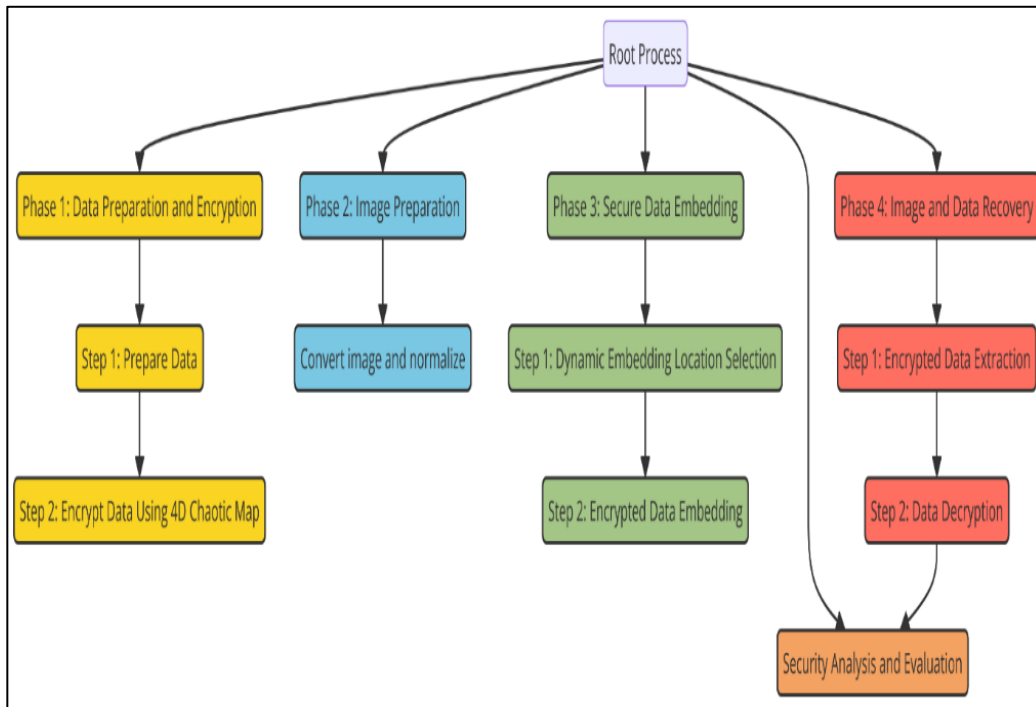 Root Process
Phase 1: Data Preparation and Encryption
Phase 2: Image Preparation
Phase 3: Secure Data Embedding
Phase 4: Image and Data Recovery
Step 1: Prepare Data
Convert image and normalize
Step 1: Dynamic Embedding Location Selection
Step 1: Encrypted Data Extraction
Step 2: Encrypt Data Using 4D Chaotic Map
Step 2: Encrypted Data Embedding
Step 2: Data Decryption
Security Analysis and Evaluation